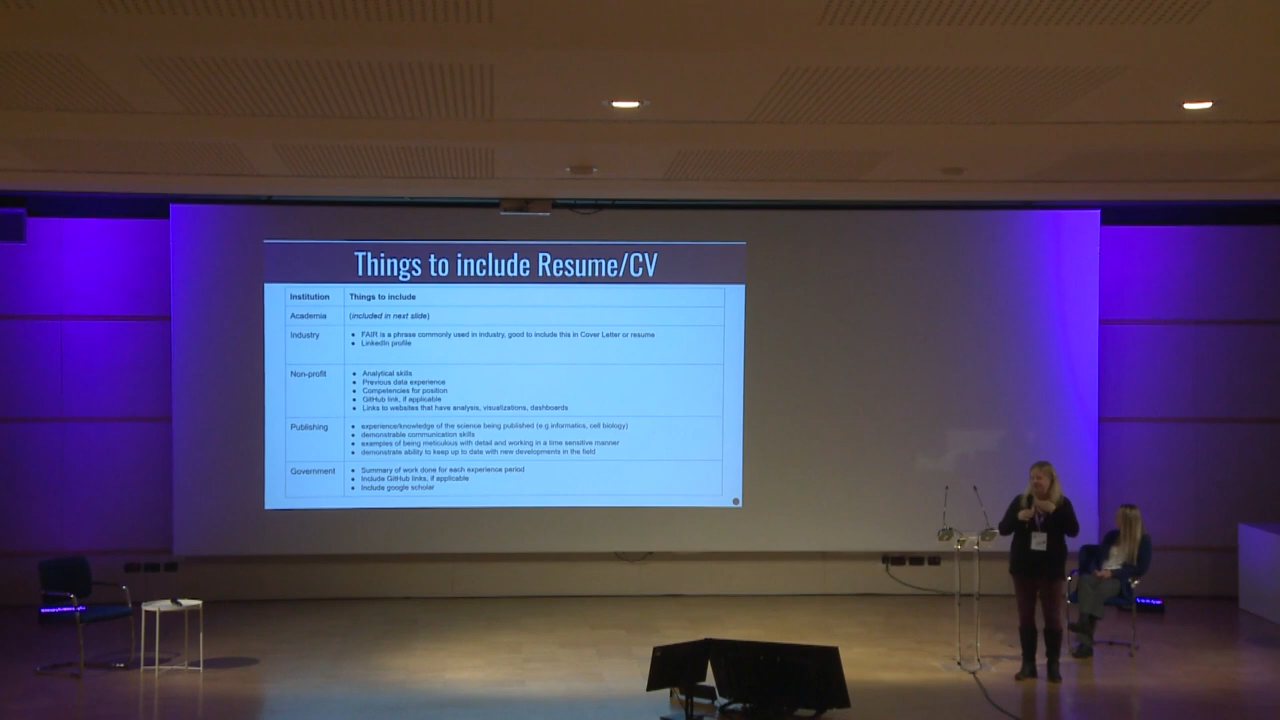 Things to include Resume/CV
Institution Things to include
Academia (included in next slide)
Industry • FAIR is a phrase commonly used in industry, good to include this in Cover Letter or resume
• LinkedIn profile
Non-profit • Analytical skills
• Previous data experience
• Competencies for position
• GitHub link, if applicable
• Links to websites that have analysis, visualizations, dashboards
Publishing • experience/knowledge of the science being published (e.g.informatics, cell biology)
• demonstrable communication skills
• examples of being meticulous with detail and working in a time sensitive manner
• demonstrate ability to keep up to date with new developments in the field
Government • Summary of work done for each experience period
• Include GitHub links, if applicable
• Include google scholar